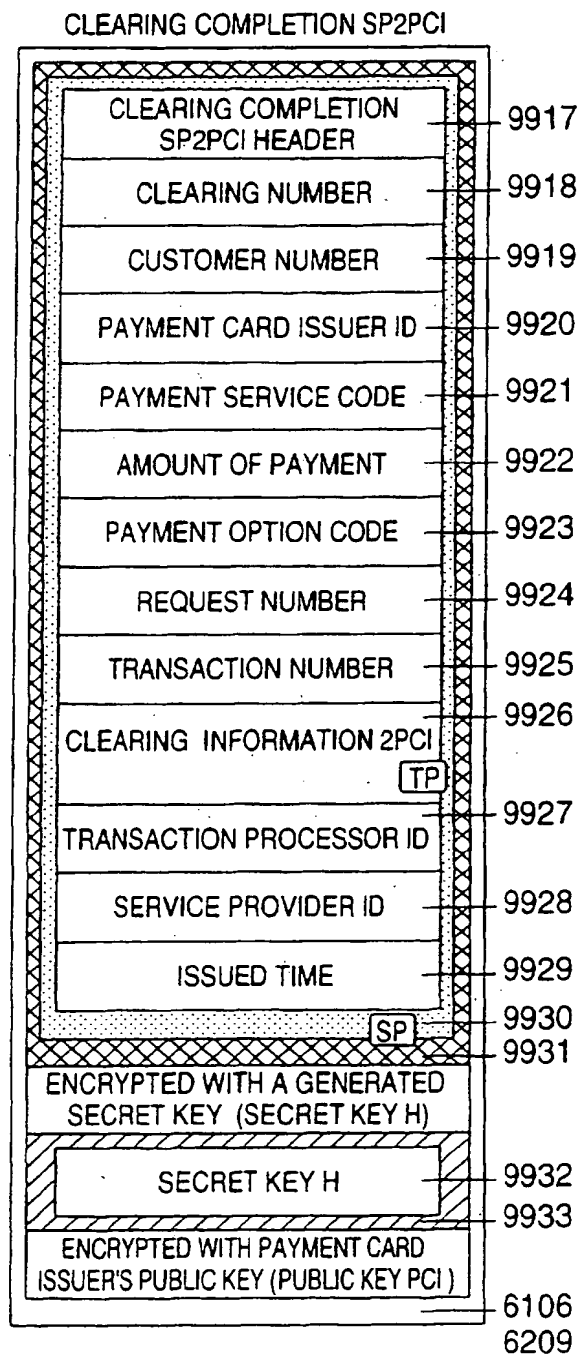 CLEARING COMPLETION SP2PCI
CLEARING COMPLETION
SP2PCI HEADER
9917
CLEARING NUMBER
9918
CUSTOMER NUMBER
9919
PAYMENT CARD ISSUER ID
9920
PAYMENT SERVICE CODE
9921
AMOUNT OF PAYMENT
9922
PAYMENT OPTION CODE
9923
REQUEST NUMBER
9924
TRANSACTION NUMBER
9925
9926
CLEARING INFORMATION 2PCI
TP
9927
TRANSACTION PROCESSOR ID
SERVICE PROVIDER ID
9928
ISSUED TIME
9929
9930
SP
9931
ENCRYPTED WITH A GENERATED
SECRET KEY (SECRET KEY H)
SECRET KEY H
9932
9933
ENCRYPTED WITH PAYMENT CARD
ISSUER'S PUBLIC KEY (PUBLIC KEY PCI)
6106
6209